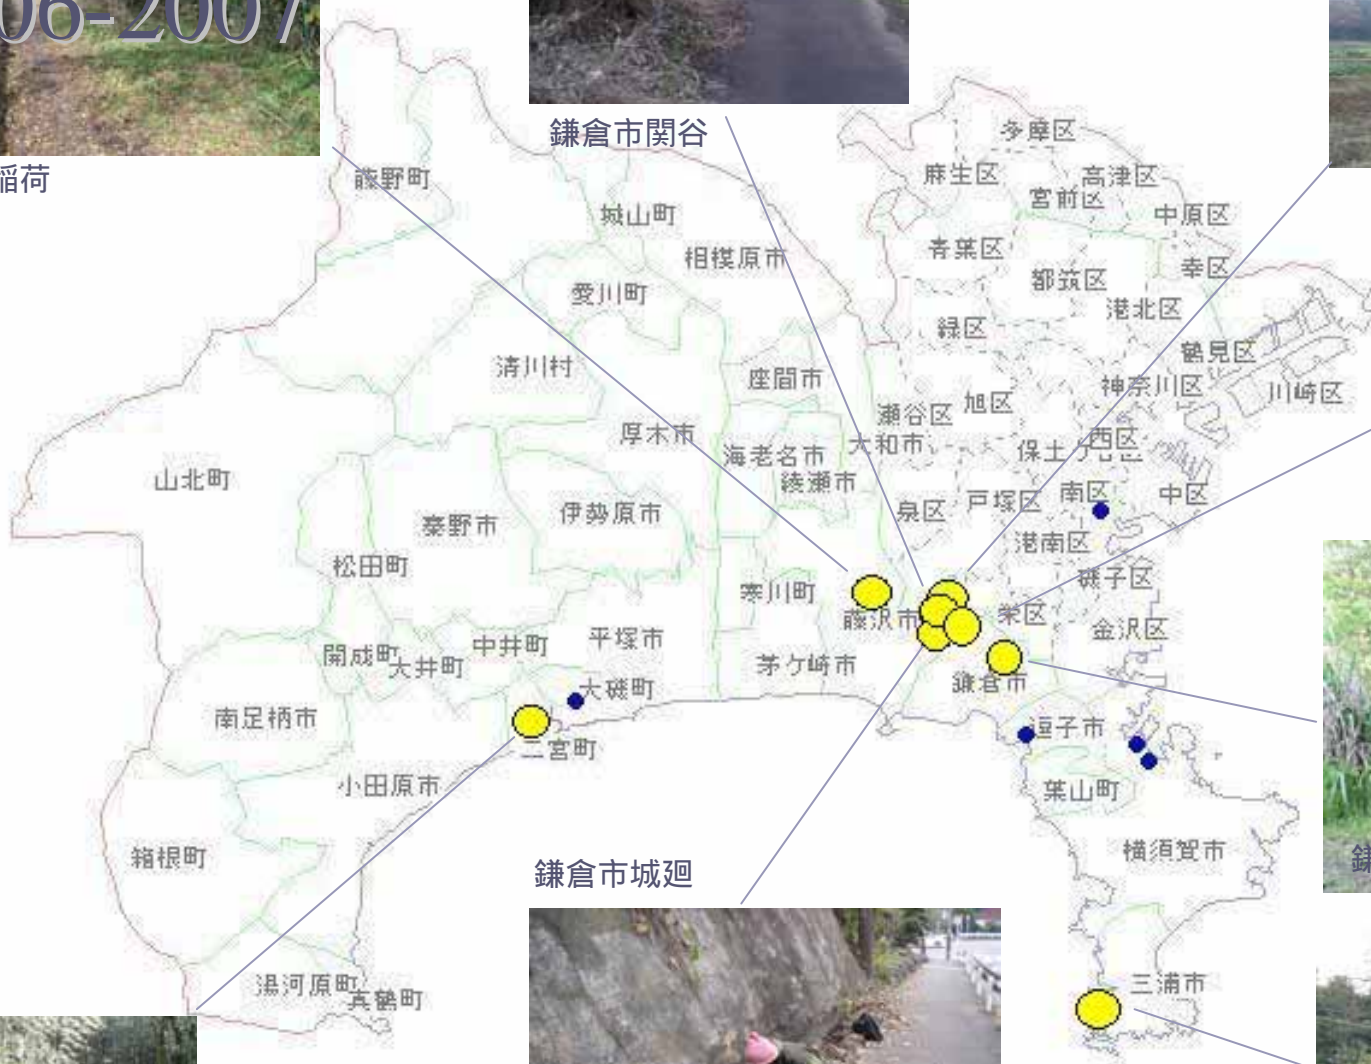 06-2007
稲荷
鎌倉市関谷
藤野町
城山町
相模原市
愛川町
清川村
厚木市
座間市
海老名市
綾瀬市
大和市
瀬谷区
旭区
泉区
戸塚区
緑区
青葉区
麻生区
多摩区
宮前区
高津区
中原区
幸区
都筑区
港北区
鶴見区
神奈川区
川崎区
西区
南区
中区
港南区
磯子区
栄区
金沢区
山北町
秦野市
伊勢原市
松田町
開成町
大井町
中井町
平塚市
寒川町
藤沢市
茅ケ崎市
鎌倉市
大磯町
二宮町
南足柄市
小田原市
箱根町
湯河原町
真鶴町
逗子市
葉山町
横須賀市
三浦市
鎌倉市城廻